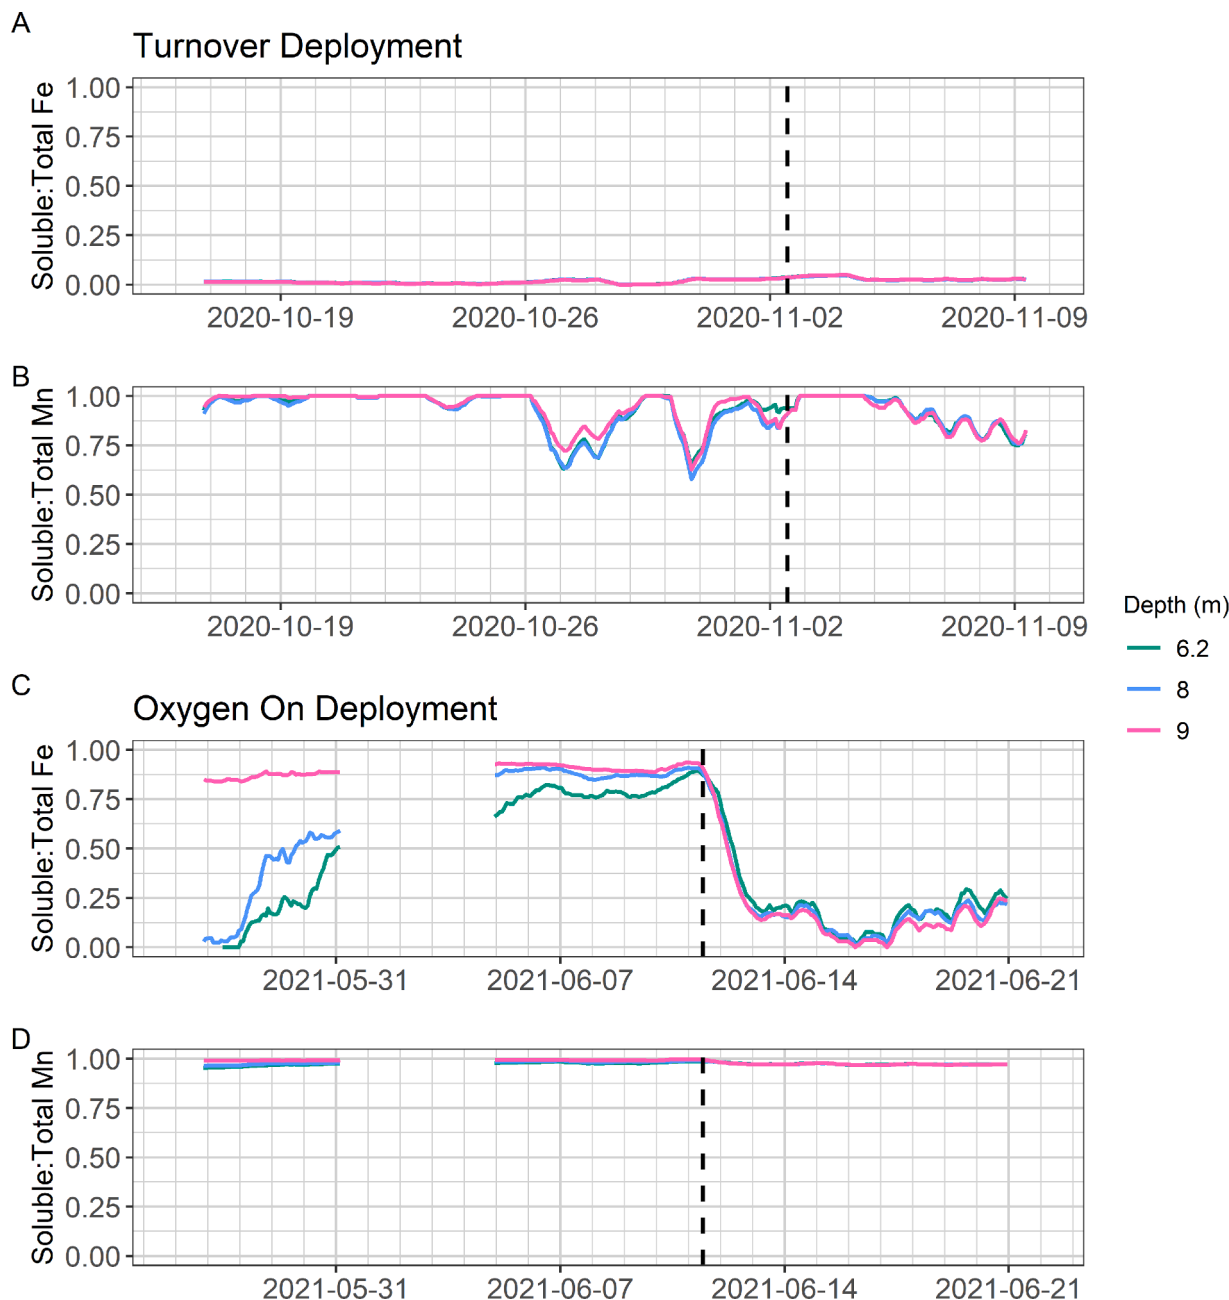 A
Turnover Deployment
Soluble:Total Fe
1.00
0.75
0.50
0.25
0.00
2020-10-19 2020-10-26 2020-11-02 2020-11-09
B
Soluble:Total Mn
1.00
0.75
0.50
0.25
0.00
2020-10-19 2020-10-26 2020-11-02 2020-11-09
Depth (m)
6.2
8
9
C
Oxygen On Deployment
Soluble:Total Fe
1.00
0.75
0.50
0.25
0.00
2021-05-31 2021-06-07 2021-06-14 2021-06-21
D
Soluble:Total Mn
1.00
0.75
0.50
0.25
0.00
2021-05-31 2021-06-07 2021-06-14 2021-06-21